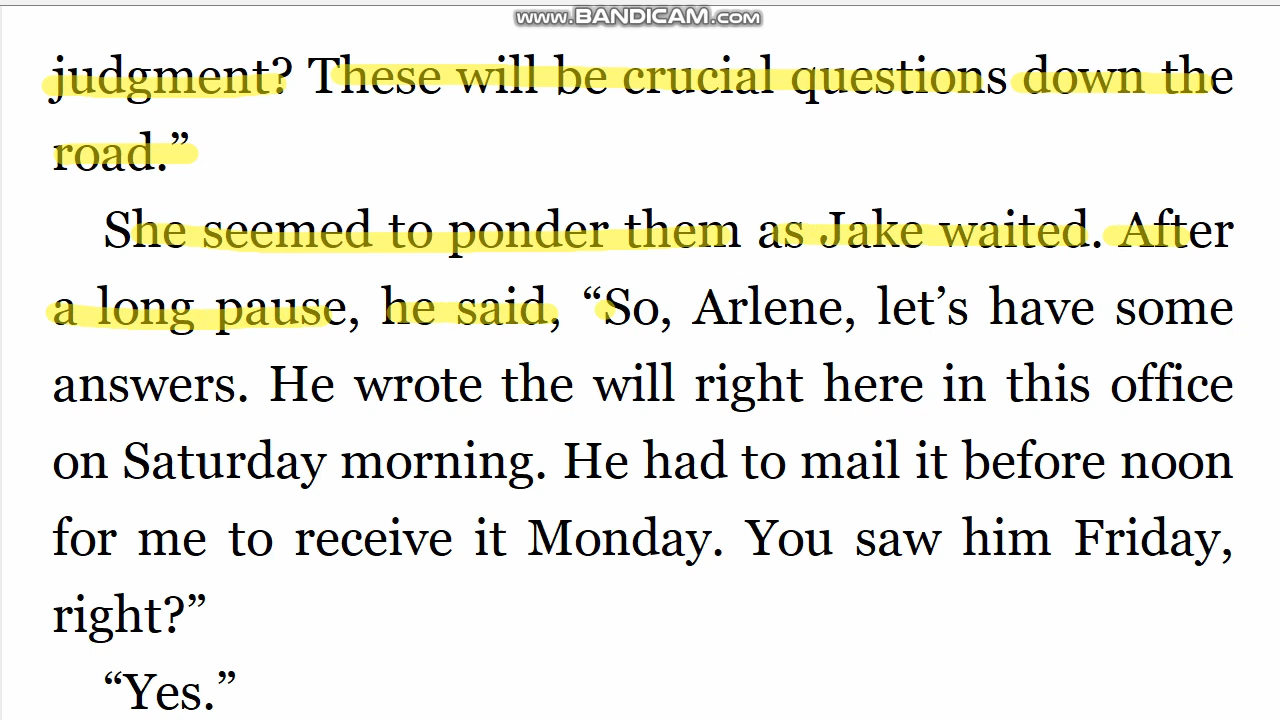 www.BANDICAM.com
judgment? These will be crucial questions down the
road.”
She seemed to ponder them as Jake waited. After
a long pause, he said, “So, Arlene, let’s have some
answers. He wrote the will right here in this office
on Saturday morning. He had to mail it before noon
for me to receive it Monday. You saw him Friday,
right?”
“Yes.”